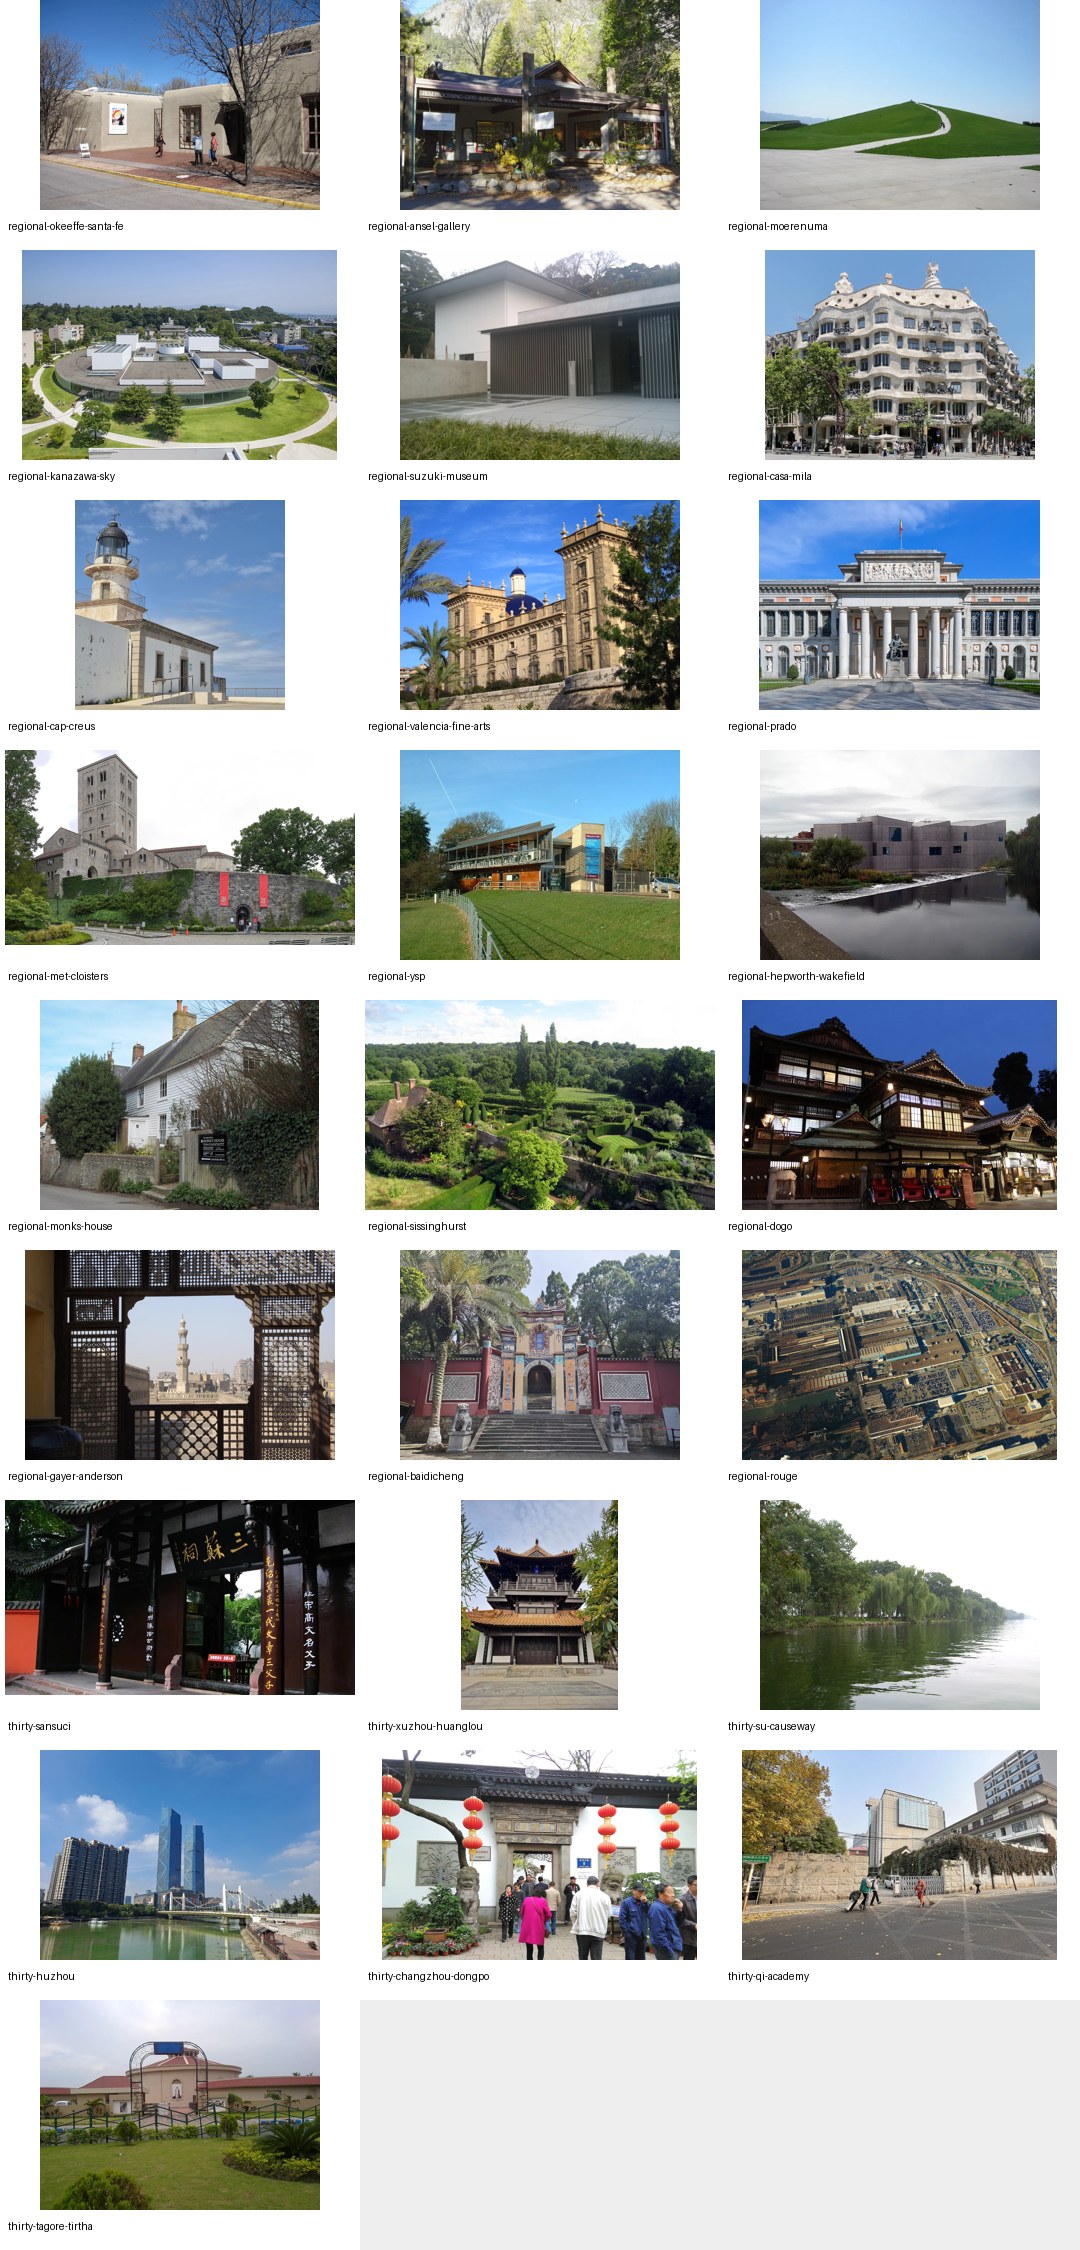 regional-okeeffe-santa-fe
regional-ansel-gallery
regional-moerenuma
regional-kanazawa-sky
regional-suzuki-museum
regional-casa-mila
regional-cap-creus
regional-valencia-fine-arts
regional-prado
regional-met-cloisters
regional-ysp
regional-hepworth-wakefield
regional-monks-house
regional-sissinghurst
regional-dogo
regional-gayer-anderson
regional-baidicheng
regional-rouge
祠蘇三
thirty-sansuci
thirty-xuzhou-huanglou
thirty-su-causeway
thirty-huzhou
thirty-changzhou-dongpo
thirty-qi-academy
thirty-tagore-tirtha